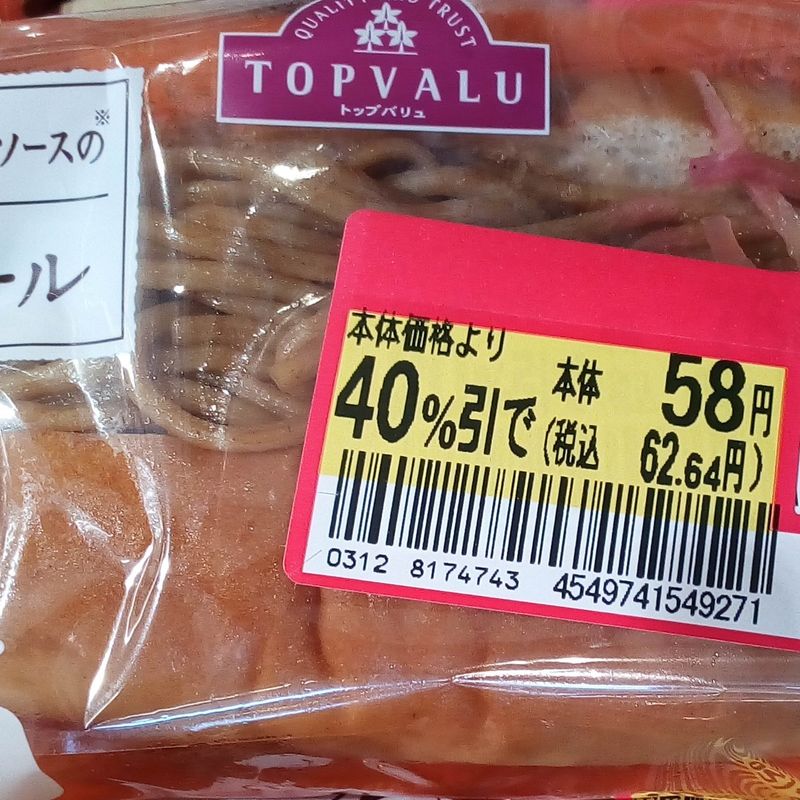 QUALITY AND TRUST
TOPVALU
トップバリュ
ソースの※
ール
本体価格より
40%引で
本体 58円
(税込 62.64円)
0312 8174743 4549741549271